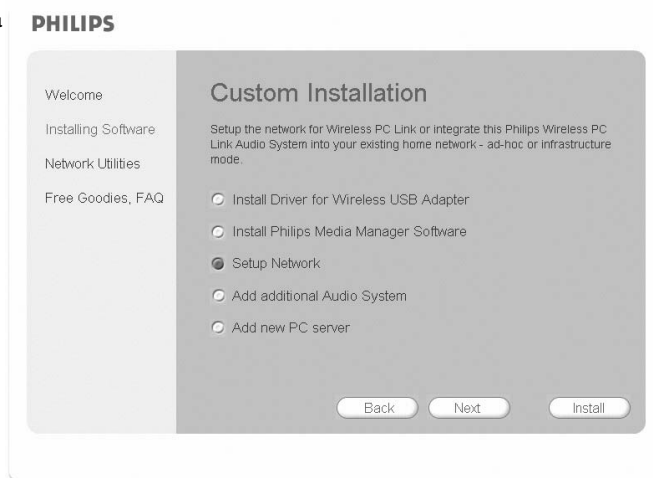 PHILIPS
Welcome
Installing Software
Network Utilities
Free Goodies, FAQ
Custom Installation
Setup the network for Wireless PC Link or integrate this Philips Wireless PC
Link Audio System into your existing home network - ad-hoc or infrastructure
mode.
Install Driver for Wireless USB Adapter
Install Philips Media Manager Software
Setup Network
Add additional Audio System
Add new PC server
Back
Next
Install